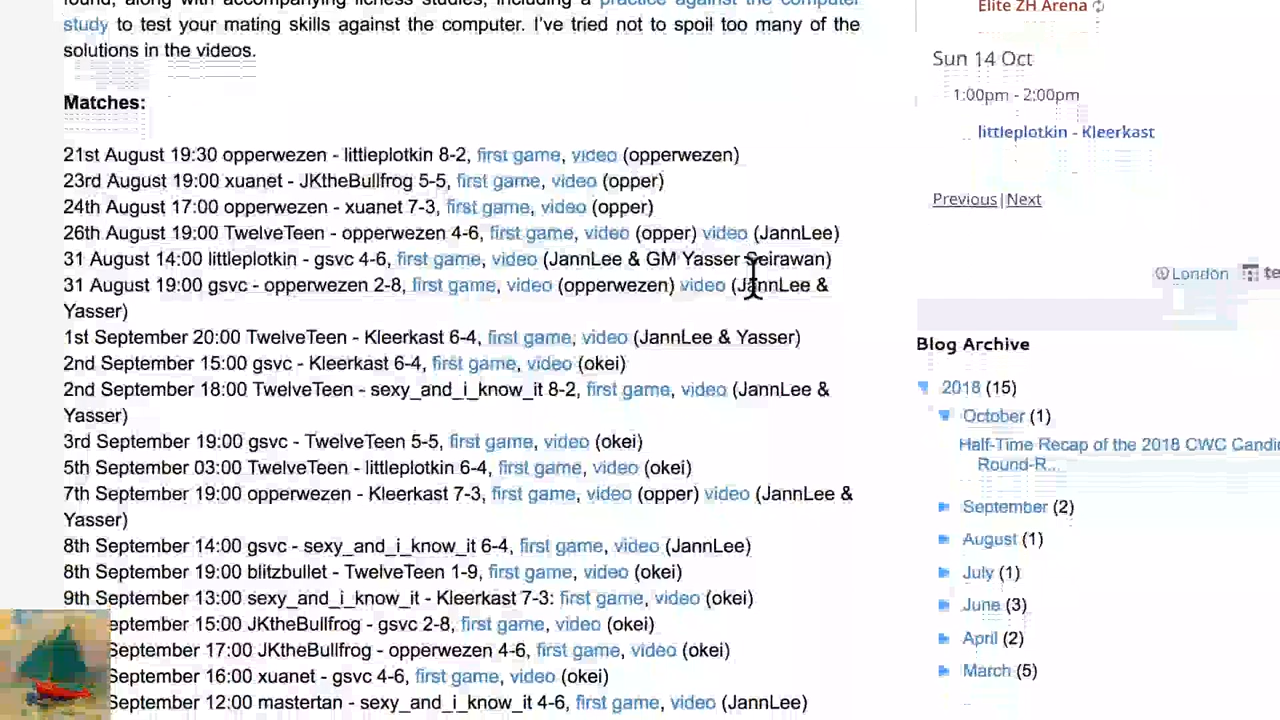 found, along with accompanying lichess studies, including a practice against the computer
study to test your mating skills against the computer. I've tried not to spoil too many of the
solutions in the videos.
Matches:
21st August 19:30 opperwezen - littleplotkin 8-2, first game, video (opperwezen)
23rd August 19:00 xuanet - JKtheBullfrog 5-5, first game, video (opper)
24th August 17:00 opperwezen - xuanet 7-3, first game, video (opper)
26th August 19:00 TwelveTeen - opperwezen 4-6, first game, video (opper) video (JannLee)
31 August 14:00 littleplotkin - gsvc 4-6, first game, video (JannLee & GM Yasser Seirawan)
31 August 19:00 gsvc - opperwezen 2-8, first game, video (opperwezen) video (JannLee &
Yasser)
1st September 20:00 TwelveTeen - Kleerkast 6-4, first game, video (JannLee & Yasser)
2nd September 15:00 gsvc - Kleerkast 6-4, first game, video (okei)
2nd September 18:00 TwelveTeen - sexy_and_i_know_it 8-2, first game, video (JannLee &
Yasser)
3rd September 19:00 gsvc - TwelveTeen 5-5, first game, video (okei)
5th September 03:00 TwelveTeen - littleplotkin 6-4, first game, video (okei)
7th September 19:00 opperwezen - Kleerkast 7-3, first game, video (opper) video (JannLee &
Yasser)
8th September 14:00 gsvc - sexy_and_i_know_it 6-4, first game, video (JannLee)
8th September 19:00 blitzbullet - TwelveTeen 1-9, first game, video (okei)
9th September 13:00 sexy_and_i_know_it - Kleerkast 7-3: first game, video (okei)
eptember 15:00 JKtheBullfrog - gsvc 2-8, first game, video (okei)
September 17:00 JKtheBullfrog - opperwezen 4-6, first game, video (okei)
September 16:00 xuanet - gsvc 4-6, first game, video (okei)
September 12:00 mastertan - sexy_and_i_know_it 4-6, first game, video (JannLee)
Elite ZH Arena
Sun 14 Oct
1:00pm - 2:00pm
littleplotkin - Kleerkast
Previous|Next
London
Blog Archive
2018 (15)
October (1)
Half-Time Recap of the 2018 CWC Candi
Round-R...
September (2)
August (1)
July (1)
June (3)
April (2)
March (5)